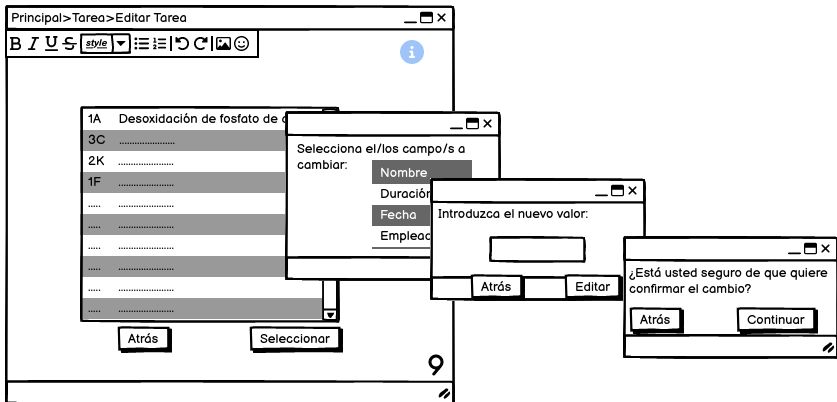 Principal>Tarea>Editar Tarea
B I U S style
1A Desoxidación de fosfato de
3C ......................
2K ......................
1F ......................
..... ......................
..... ......................
..... ......................
..... ......................
..... ......................
..... ......................
Atrás Seleccionar
9
Selecciona el/los campo/s a
cambiar:
Nombre
Duración
Fecha
Introduzca el nuevo valor:
Atrás Editar
¿Está usted seguro de que quiere
confirmar el cambio?
Atrás Continuar